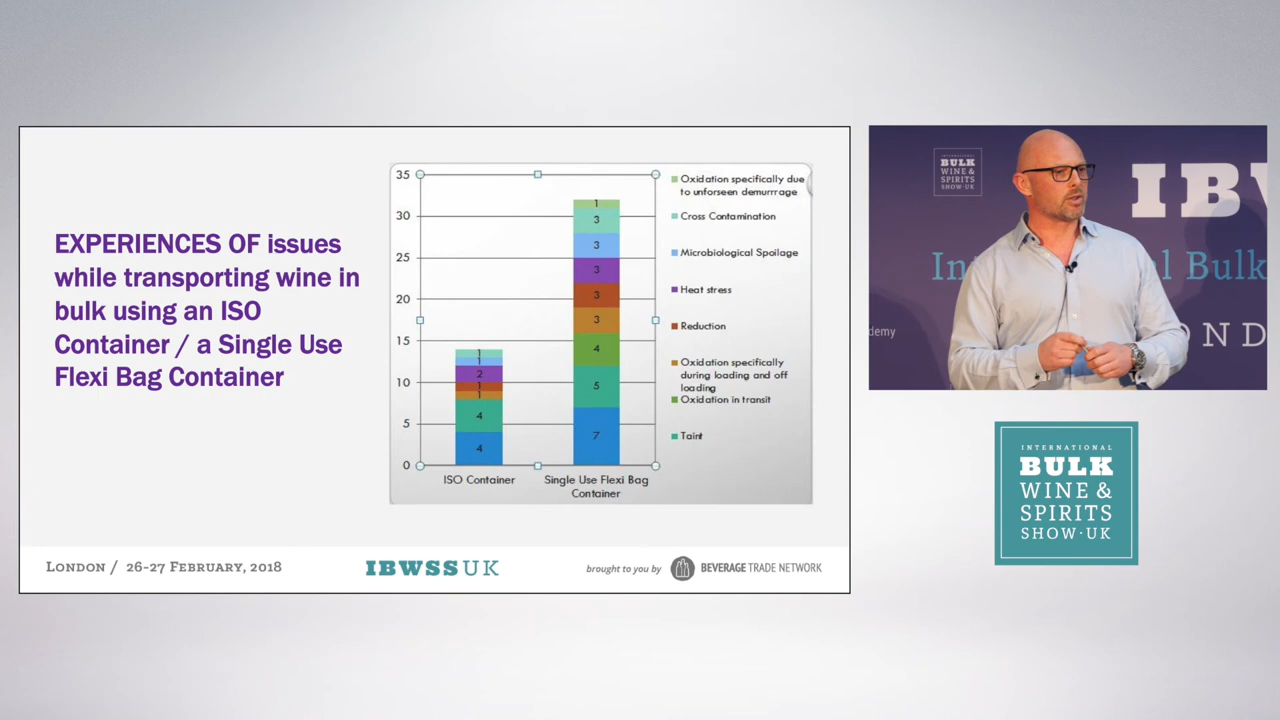 EXPERIENCES OF issues
while transporting wine in
bulk using an ISO
Container / a Single Use
Flexi Bag Container
35
30
25
20
15
10
5
0
1
1
2
1
1
4
4
1
3
3
3
3
3
4
5
7
ISO Container
Single Use Flexi Bag
Container
Oxidation specifically due
to unforseen demurrrage
Cross Contamination
Microbiological Spoilage
Heat stress
Reduction
Oxidation specifically
during loading and off
loading
Oxidation in transit
Taint
LONDON / 26-27 FEBRUARY, 2018
IBWSS UK
brought to you by
BEVERAGE TRADE NETWORK
INTERNATIONAL
BULK
WINE &
SPIRITS
SHOW·UK
IBW
In
l Bulk
demy
OND
INTERNATIONAL
BULK
WINE &
SPIRITS
SHOW·UK